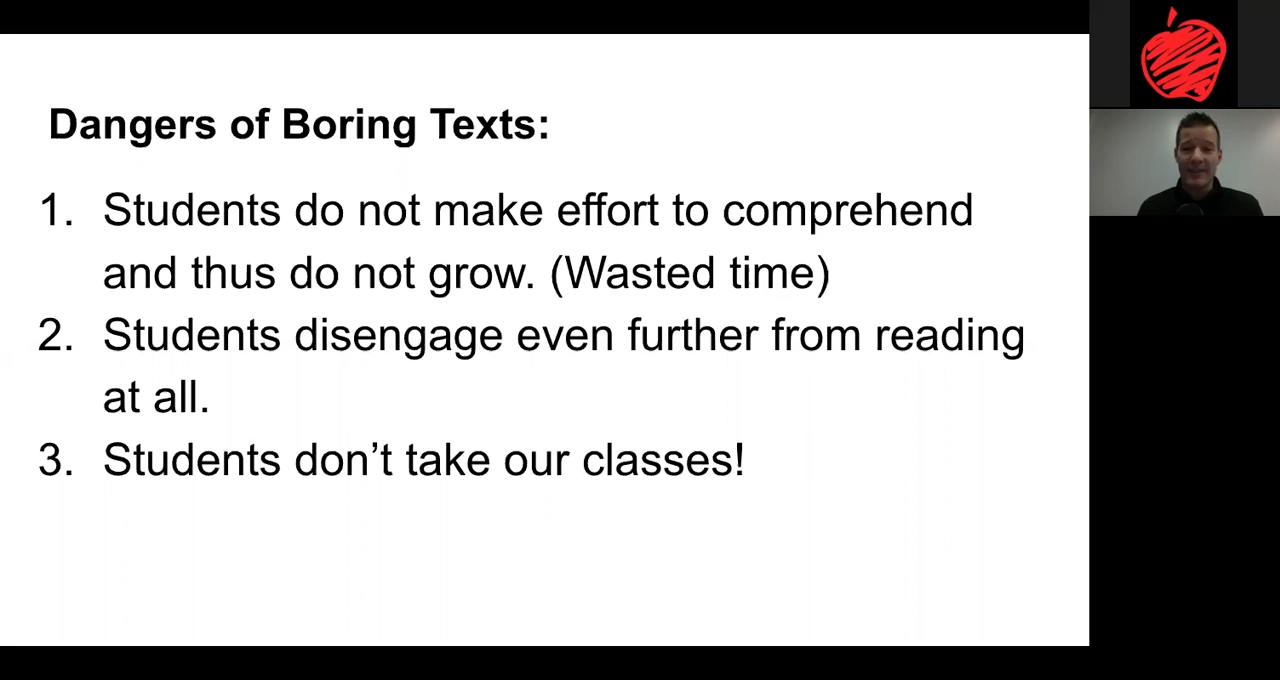 Dangers of Boring Texts:
1. Students do not make effort to comprehend
and thus do not grow. (Wasted time)
2. Students disengage even further from reading
at all.
3. Students don’t take our classes!